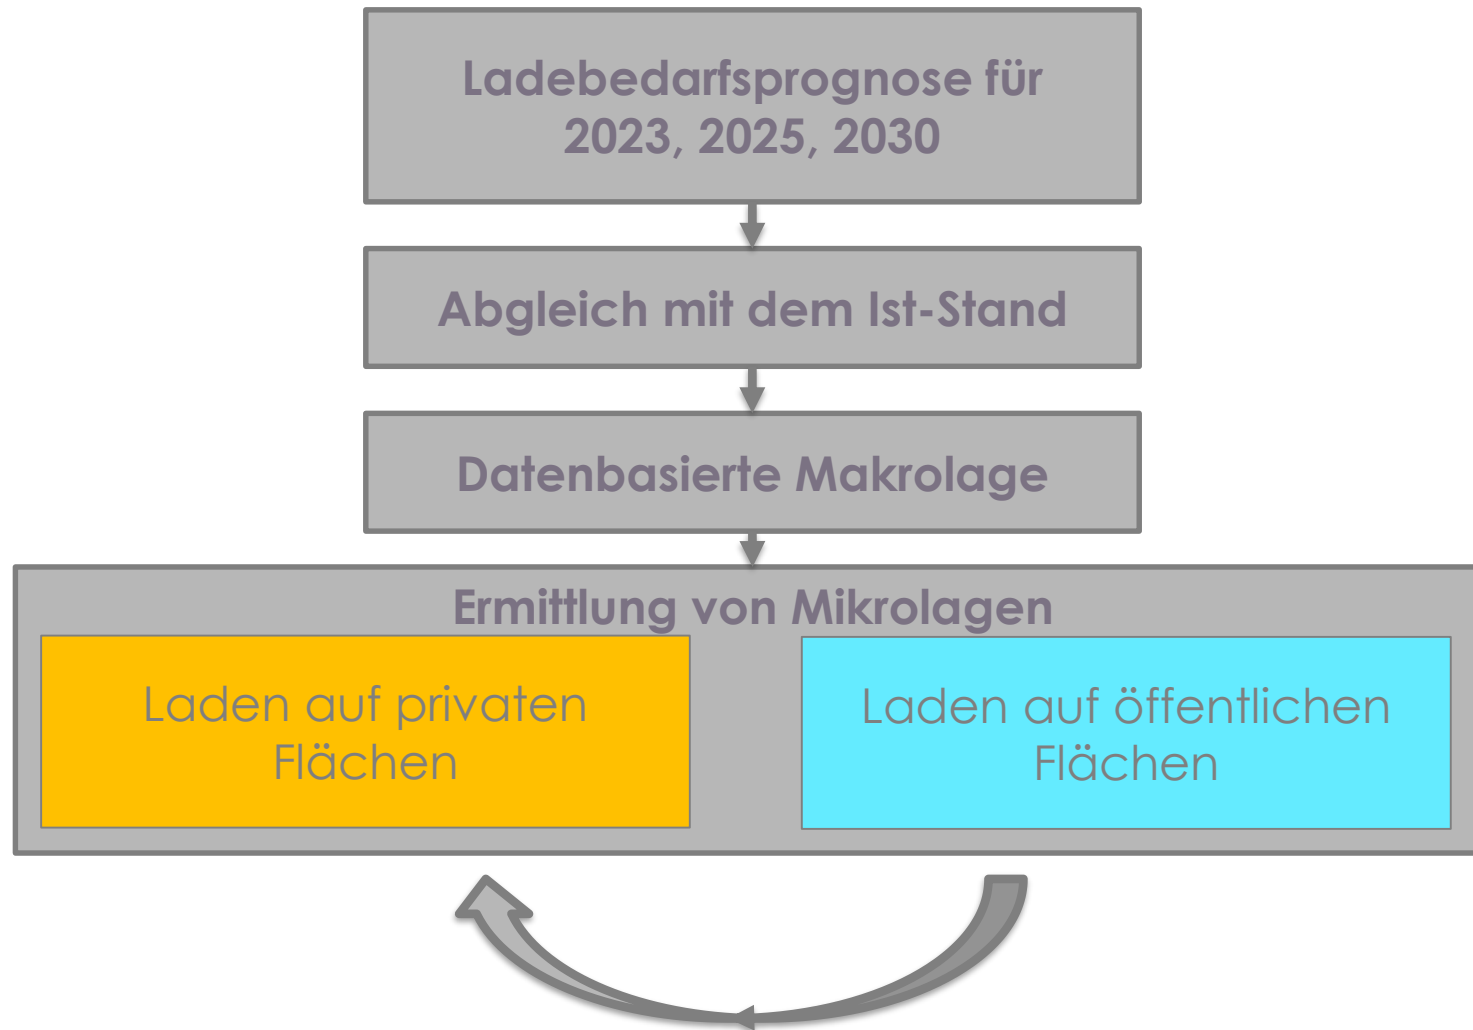 Ladebedarfsprognose für
2023, 2025, 2030
Abgleich mit dem Ist-Stand
Datenbasierte Makrolage
Ermittlung von Mikrolagen
Laden auf privaten
Flächen
Laden auf öffentlichen
Flächen